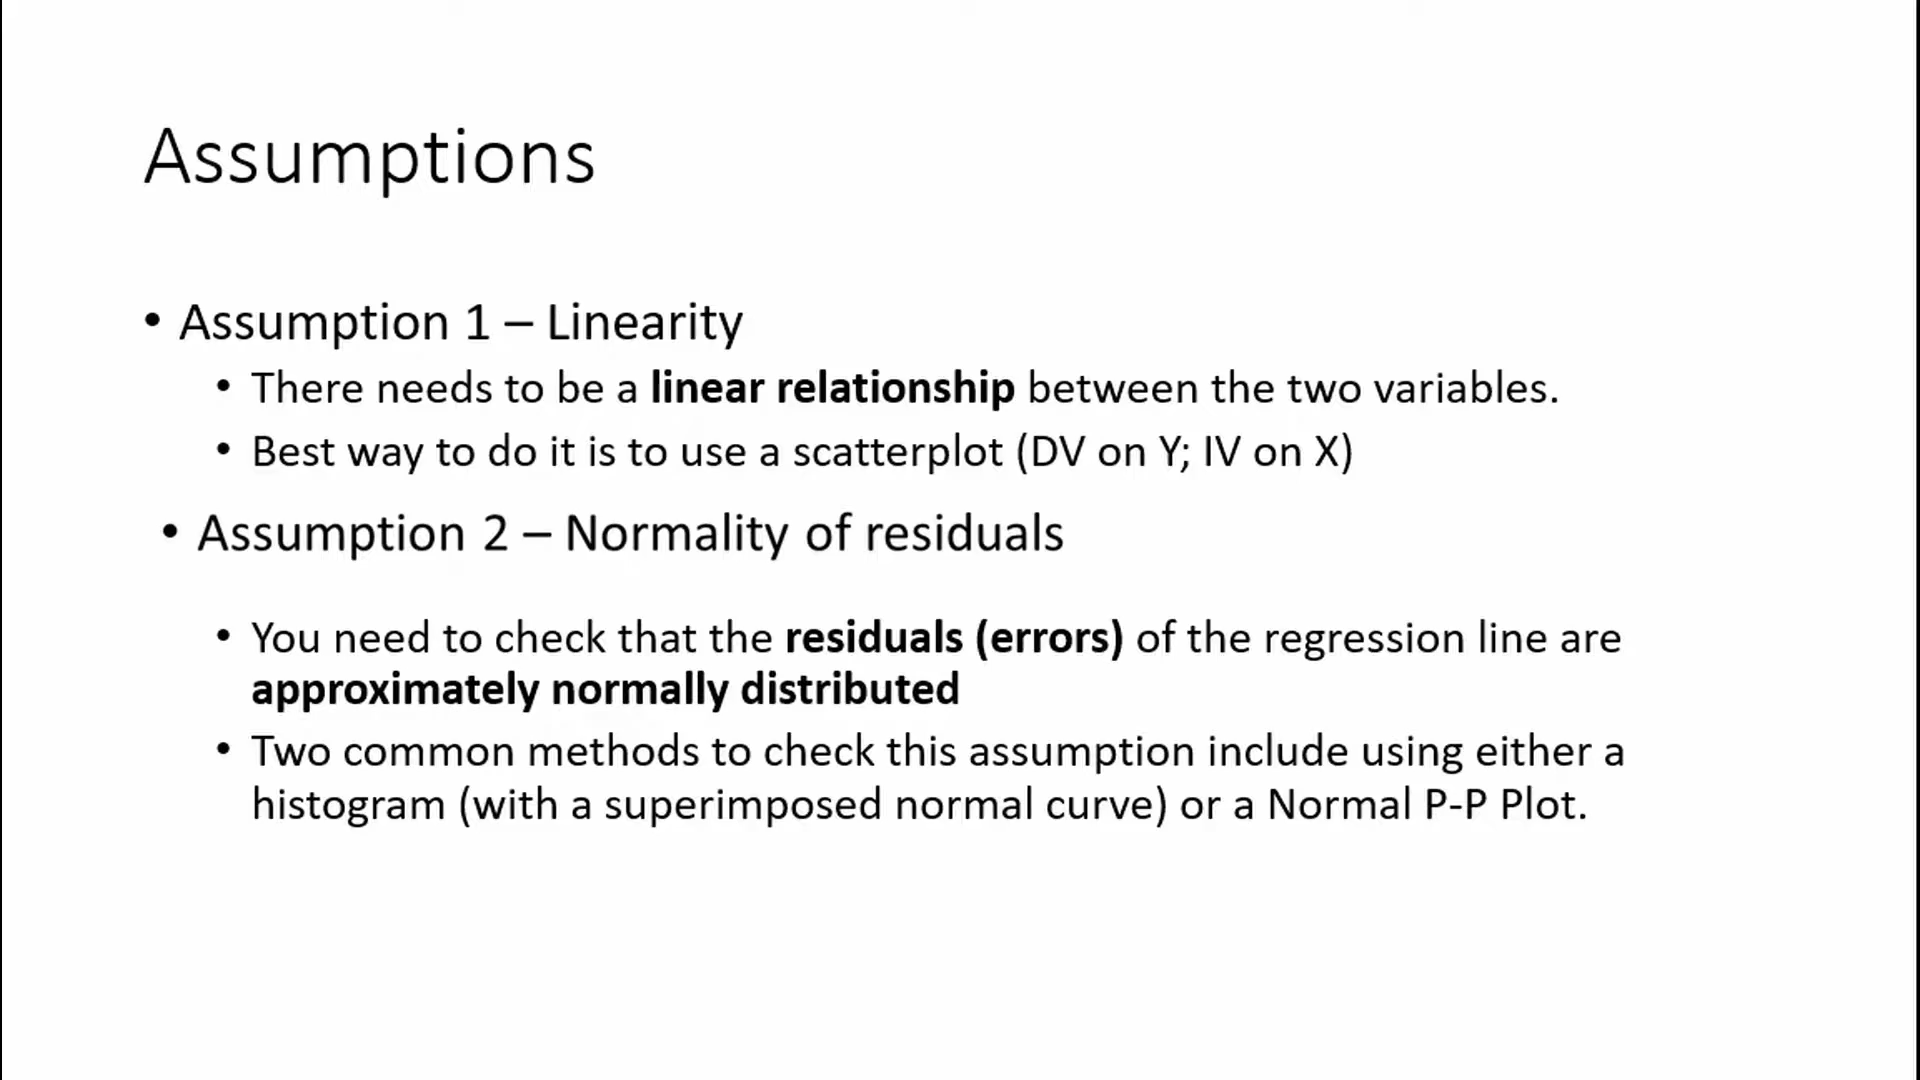 Assumptions
• Assumption 1 – Linearity
• There needs to be a linear relationship between the two variables.
• Best way to do it is to use a scatterplot (DV on Y; IV on X)
• Assumption 2 – Normality of residuals
• You need to check that the residuals (errors) of the regression line are
approximately normally distributed
• Two common methods to check this assumption include using either a
histogram (with a superimposed normal curve) or a Normal P-P Plot.